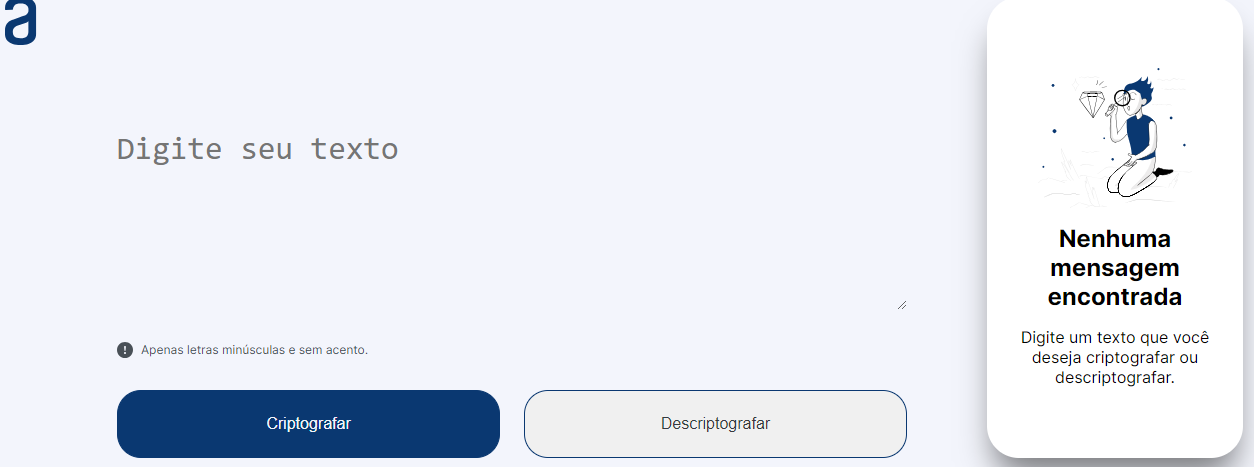 a
Digite seu texto
Apenas letras minúsculas e sem acento.
Criptografar
Descriptografar
Nenhuma
mensagem
encontrada
Digite um texto que você
deseja criptografar ou
descriptografar.